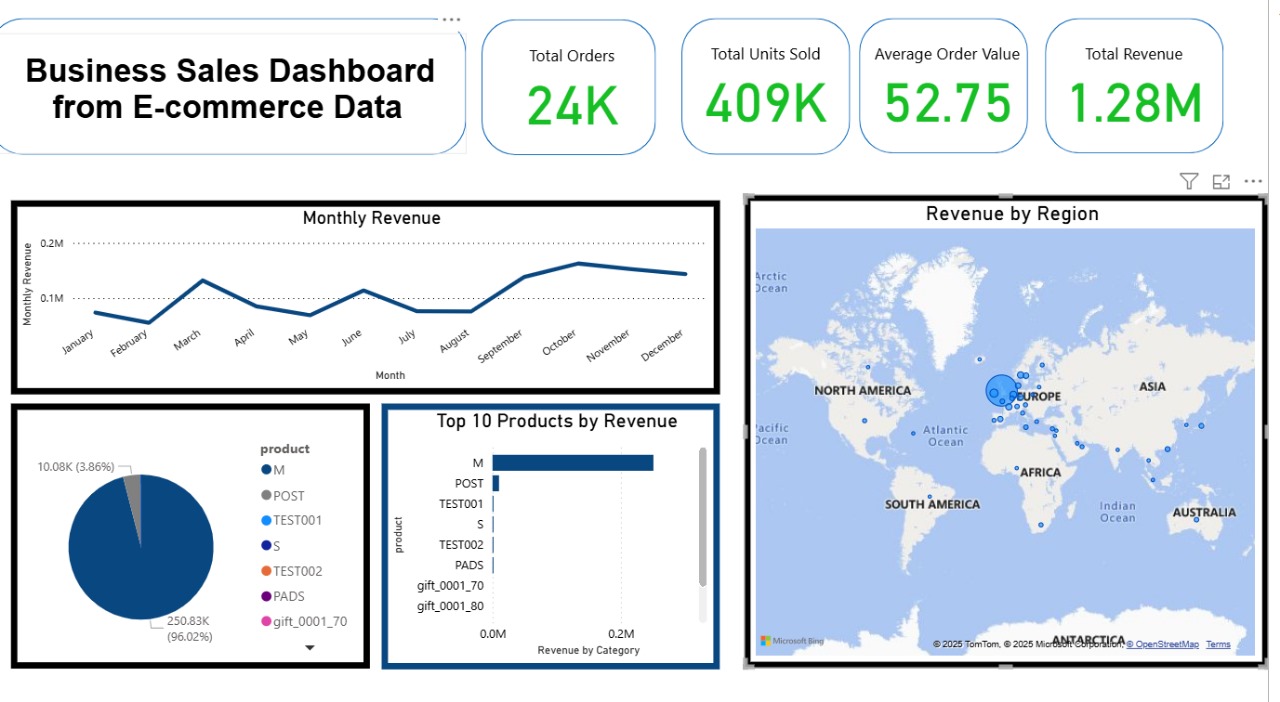 Business Sales Dashboard
from E-commerce Data
Total Orders
24K
Total Units Sold
409K
Average Order Value
52.75
Total Revenue
1.28M
Monthly Revenue
Monthly Revenue
0.2M
0.1M
January
February
March
April
May
June
July
August
September
October
November
December
Month
Revenue by Region
Arctic
Ocean
NORTH AMERICA
EUROPE
ASIA
Pacific
Ocean
Atlantic
Ocean
AFRICA
SOUTH AMERICA
Indian
Ocean
AUSTRALIA
ANTARCTICA
Microsoft Bing
© 2025 TomTom, © 2025 Microsoft Corporation, © OpenStreetMap Terms
10.08K (3.86%)
250.83K
(96.02%)
product
M
POST
TEST001
S
TEST002
PADS
gift_0001_70
Top 10 Products by Revenue
product
M
POST
TEST001
S
TEST002
PADS
gift_0001_70
gift_0001_80
0.0M
0.2M
Revenue by Category